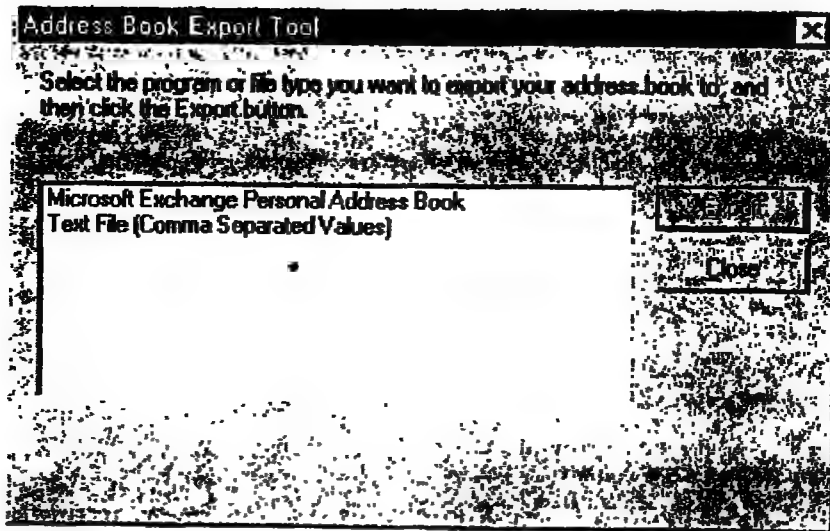 Address Book Export Tool
Select the program or file type you want to export your address book to, and
then click the Export button.
Microsoft Exchange Personal Address Book
Text File (Comma Separated Values)
Close